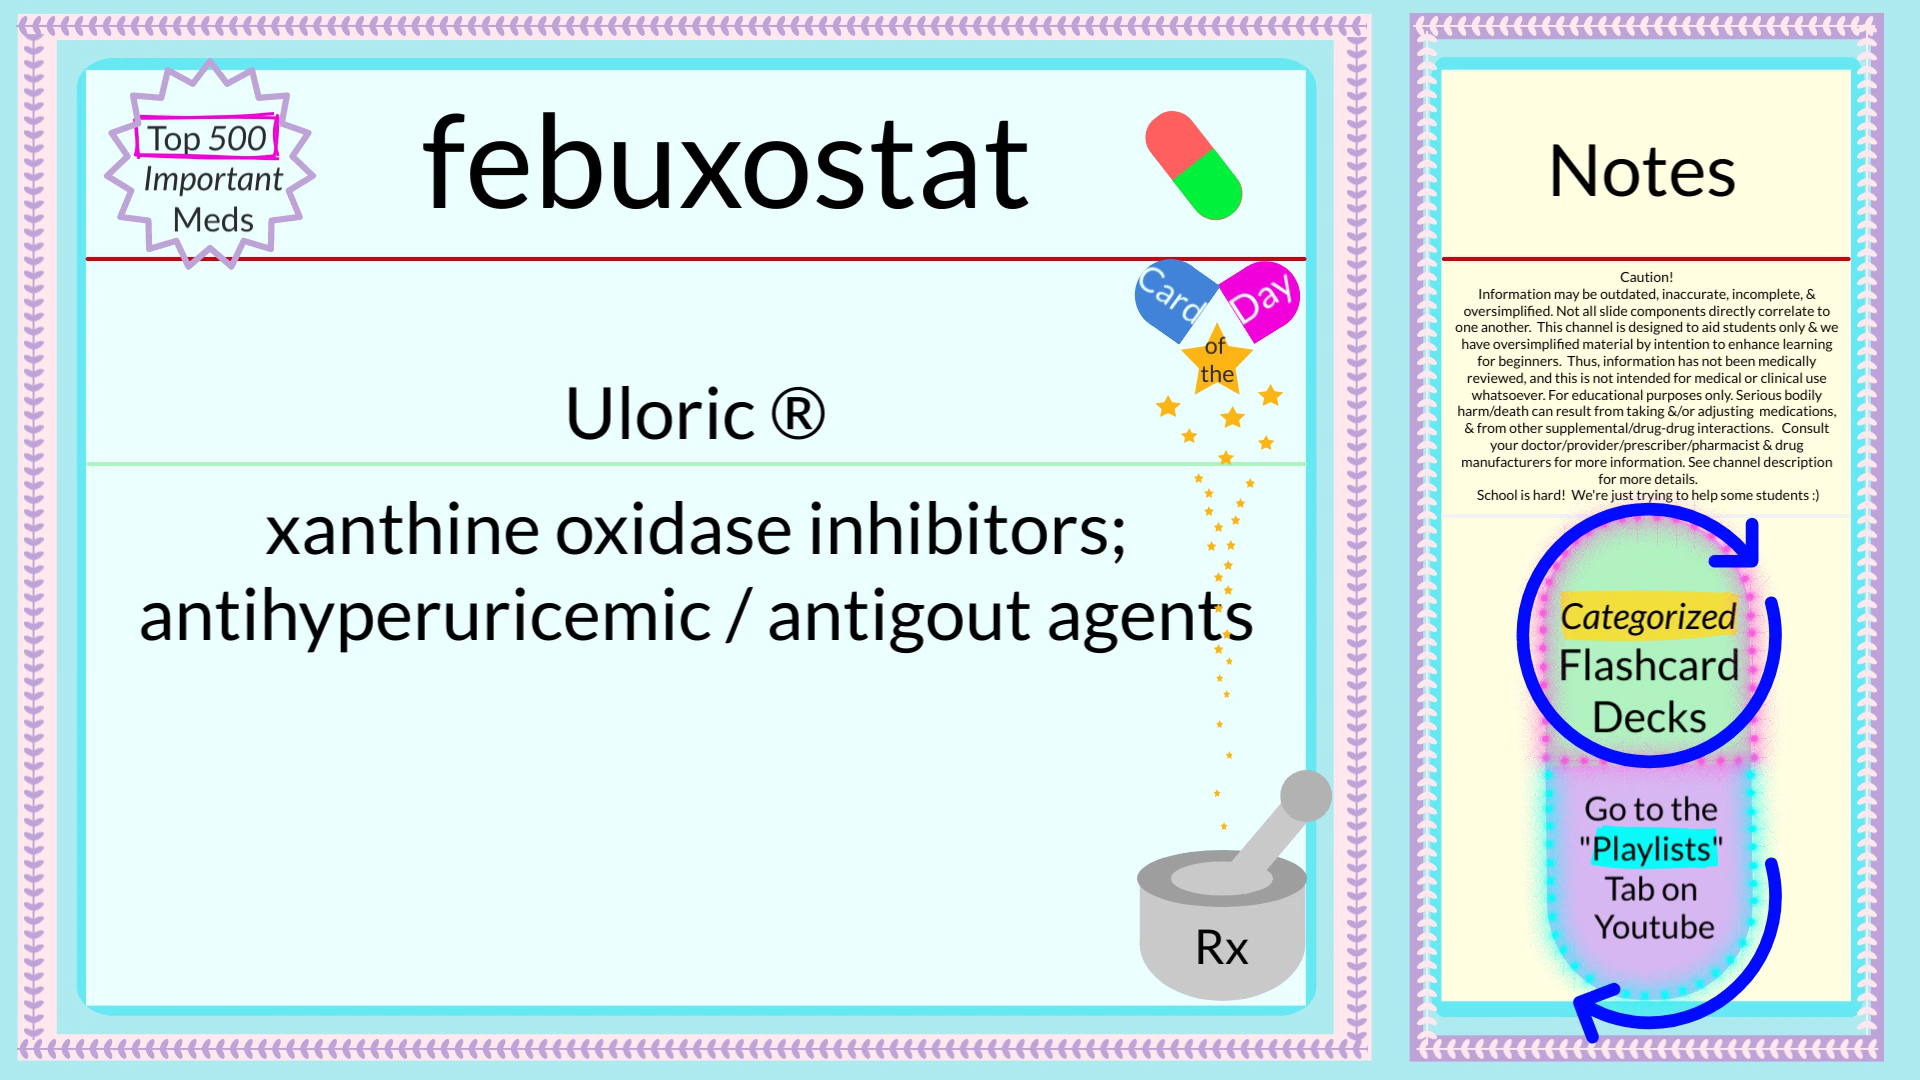 Top 500
Important
Meds
febuxostat
Card
Day
of
the
Uloric ®
xanthine oxidase inhibitors;
antihyperuricemic / antigout agents
Rx
Notes
Caution!
Information may be outdated, inaccurate, incomplete, &
oversimplified. Not all slide components directly correlate to
one another. This channel is designed to aid students only & we
have oversimplified material by intention to enhance learning
for beginners. Thus, information has not been medically
reviewed, and this is not intended for medical or clinical use
whatsoever. For educational purposes only. Serious bodily
harm/death can result from taking &/or adjusting medications,
& from other supplemental/drug-drug interactions. Consult
your doctor/provider/prescriber/pharmacist & drug
manufacturers for more information. See channel description
for more details.
School is hard! We're just trying to help some students :)
Categorized
Flashcard
Decks
Go to the
"Playlists"
Tab on
Youtube